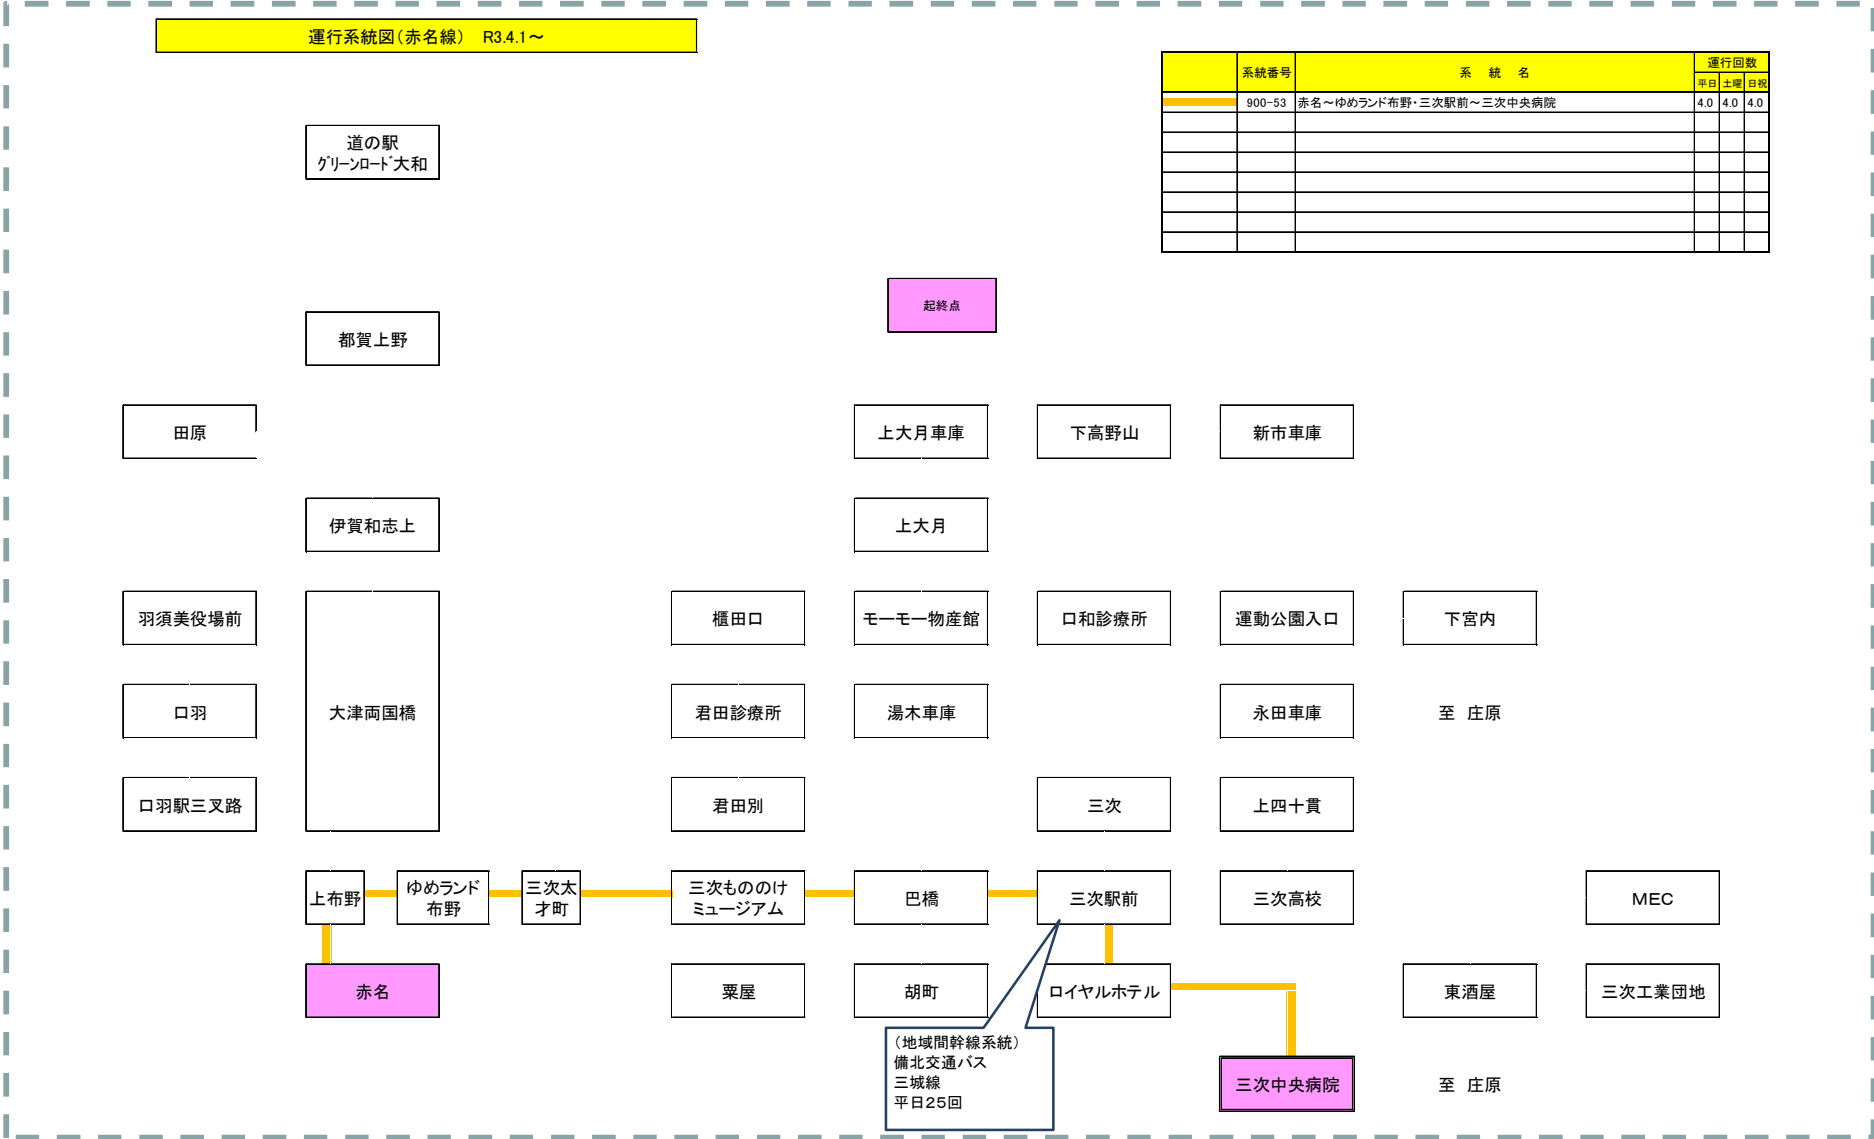 運行系統図(赤名線) R3.4.1～
系統番号 系 統 名 運行回数
平日 土曜 日祝
900-53 赤名～ゆめランド布野・三次駅前～三次中央病院 4.0 4.0 4.0
道の駅
グリーンロード大和
起終点
都賀上野
田原
上大月車庫
下高野山
新市車庫
伊賀和志上
上大月
羽須美役場前
櫃田口
モーモー物産館
口和診療所
運動公園入口
下宮内
口羽
大津両国橋
君田診療所
湯木車庫
永田車庫
至 庄原
口羽駅三叉路
君田別
三次
上四十貫
上布野
ゆめランド
布野
三次太
才町
三次もののけ
ミュージアム
巴橋
三次駅前
三次高校
MEC
赤名
粟屋
胡町
ロイヤルホテル
東酒屋
三次工業団地
(地域間幹線系統)
備北交通バス
三城線
平日25回
三次中央病院
至 庄原